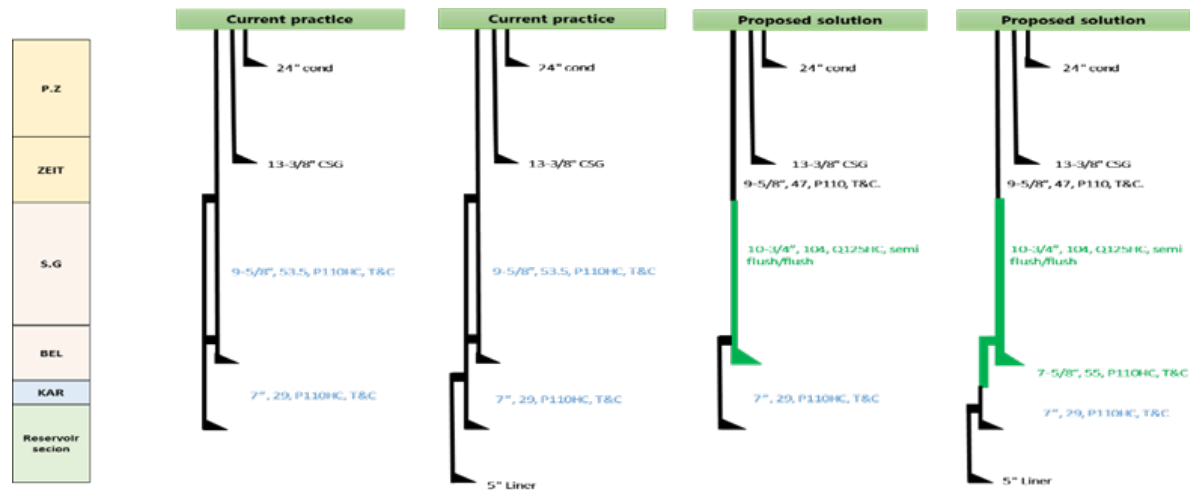 Current practice
Current practice
Proposed solution
Proposed solution
P.Z
ZEIT
S.G
BEL
KAR
Reservoir
secion
24" cond
13-3/8" CSG
9-5/8", 53.5, P110HC, T&C
7", 29, P110HC, T&C
24" cond
13-3/8" CSG
9-5/8", 53.5, P110HC, T&C
7", 29, P110HC, T&C
5" Liner
24" cond
13-3/8" CSG
9-5/8", 47, P110, T&C.
10-3/4", 104, Q125HC, semi
flush/flush
7", 29, P110HC, T&C
24" cond
13-3/8" CSG
9-5/8", 47, P110, T&C.
10-3/4", 104, Q125HC, semi
flush/flush
7-5/8", 55, P110HC, T&C
7", 29, P110HC, T&C
5" Liner